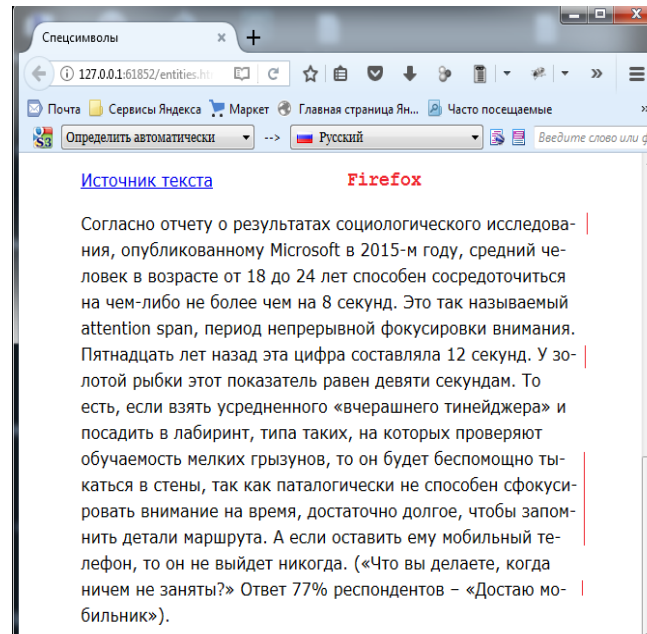 Спецсимволы
127.0.0.1:61852/entities.ht
Почта Сервисы Яндекса Маркет Главная страница Ян... Часто посещаемые
S3 Определить автоматически --> Русский Введите слово или ф
Источник текста Firefox
Согласно отчету о результатах социологического исследова-
ния, опубликованному Microsoft в 2015-м году, средний че-
ловек в возрасте от 18 до 24 лет способен сосредоточиться
на чем-либо не более чем на 8 секунд. Это так называемый
attention span, период непрерывной фокусировки внимания.
Пятнадцать лет назад эта цифра составляла 12 секунд. У зо-
лотой рыбки этот показатель равен девяти секундам. То
есть, если взять усредненного «вчерашнего тинейджера» и
посадить в лабиринт, типа таких, на которых проверяют
обучаемость мелких грызунов, то он будет беспомощно ты-
каться в стены, так как паталогически не способен сфокуси-
ровать внимание на время, достаточно долгое, чтобы запом-
нить детали маршрута. А если оставить ему мобильный те-
лефон, то он не выйдет никогда. («Что вы делаете, когда
ничем не заняты?» Ответ 77% респондентов – «Достаю мо-
бильник»).